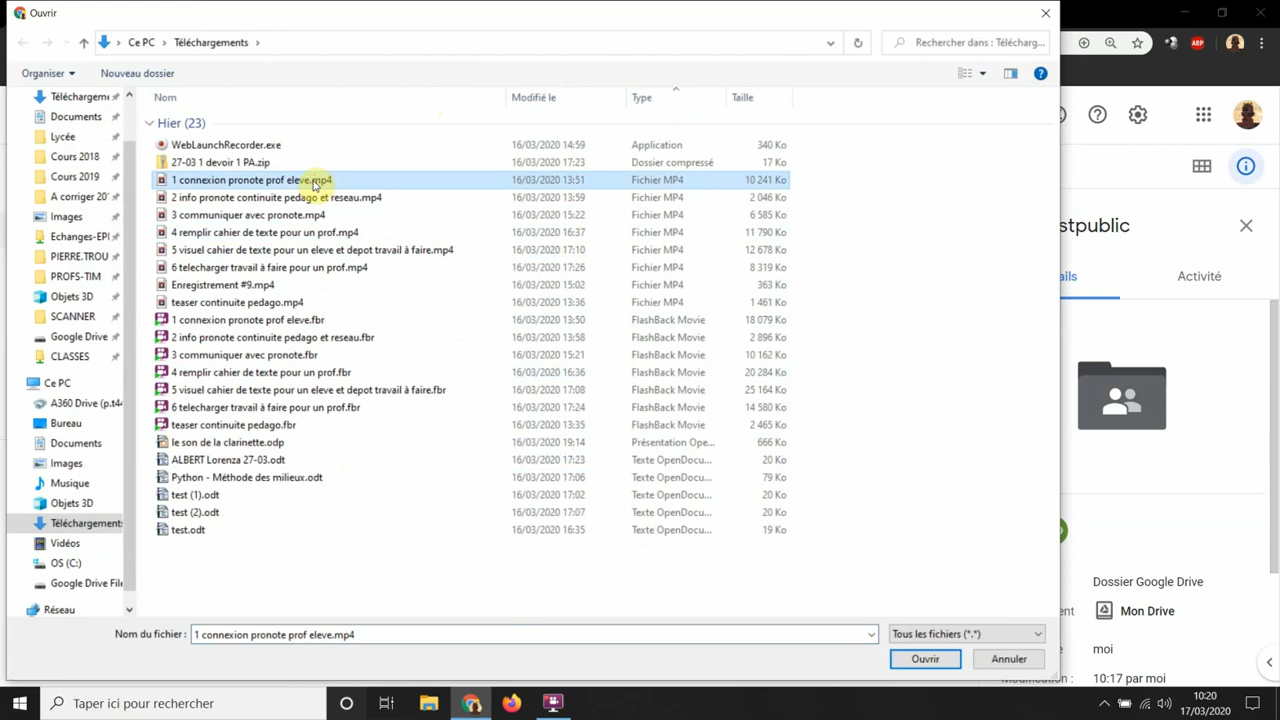 Ouvrir
Ce PC > Téléchargements >
Rechercher dans : Télécharg...
ABP
Organiser
Nouveau dossier
Nom Modifié le Type Taille
Hier (23)
WebLaunchRecorder.exe 16/03/2020 14:59 Application 340 Ko
27-03 1 devoir 1 PA.zip 16/03/2020 17:23 Dossier compressé 17 Ko
1 connexion pronote prof eleve.mp4 16/03/2020 13:51 Fichier MP4 10 241 Ko
2 info pronote continuite pedago et reseau.mp4 16/03/2020 13:59 Fichier MP4 2 046 Ko
3 communiquer avec pronote.mp4 16/03/2020 15:22 Fichier MP4 6 585 Ko
4 remplir cahier de texte pour un prof.mp4 16/03/2020 16:37 Fichier MP4 11 790 Ko
5 visuel cahier de texte pour un eleve et depot travail à faire.mp4 16/03/2020 17:10 Fichier MP4 12 678 Ko
6 telecharger travail à faire pour un prof.mp4 16/03/2020 17:26 Fichier MP4 8 319 Ko
Enregistrement #9.mp4 16/03/2020 15:02 Fichier MP4 363 Ko
teaser continuite pedago.mp4 16/03/2020 13:36 Fichier MP4 1 461 Ko
1 connexion pronote prof eleve.fbr 16/03/2020 13:50 FlashBack Movie 18 079 Ko
2 info pronote continuite pedago et reseau.fbr 16/03/2020 13:58 FlashBack Movie 2 896 Ko
3 communiquer avec pronote.fbr 16/03/2020 15:21 FlashBack Movie 10 162 Ko
4 remplir cahier de texte pour un prof.fbr 16/03/2020 16:36 FlashBack Movie 20 284 Ko
5 visuel cahier de texte pour un eleve et depot travail à faire.fbr 16/03/2020 17:08 FlashBack Movie 25 164 Ko
6 telecharger travail à faire pour un prof.fbr 16/03/2020 17:24 FlashBack Movie 14 580 Ko
teaser continuite pedago.fbr 16/03/2020 13:35 FlashBack Movie 2 465 Ko
le son de la clarinette.odp 16/03/2020 19:14 Présentation Ope... 666 Ko
ALBERT Lorenza 27-03.odt 16/03/2020 17:23 Texte OpenDocu... 20 Ko
Python - Méthode des milieux.odt 16/03/2020 17:06 Texte OpenDocu... 79 Ko
test (1).odt 16/03/2020 17:02 Texte OpenDocu... 20 Ko
test (2).odt 16/03/2020 17:07 Texte OpenDocu... 20 Ko
test.odt 16/03/2020 16:35 Texte OpenDocu... 19 Ko
Téléchargeme
Documents
Lycée
Cours 2018
Cours 2019
A corriger 20
Images
Echanges-EPI
PIERRE.TROU
PROFS-TIM
Objets 3D
SCANNER
Google Drive
CLASSES
Ce PC
A360 Drive (p.t44
Bureau
Documents
Images
Musique
Objets 3D
Téléchargements
Vidéos
OS (C:)
Google Drive File
Réseau
Nom du fichier : 1 connexion pronote prof eleve.mp4
Tous les fichiers (*.*)
Ouvrir
Annuler
stpublic
ails
Activité
Dossier Google Drive
ent
Mon Drive
moi
Modification : 10:17 par moi
Taper ici pour rechercher
10:20
17/03/2020